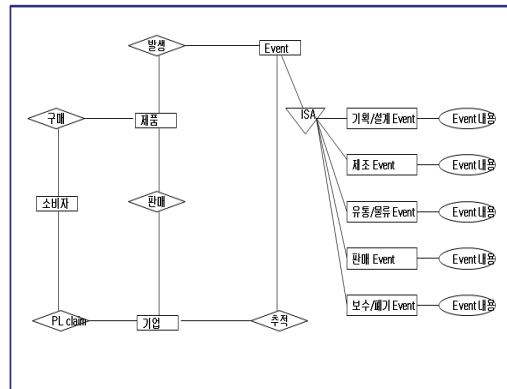 발생
Event
구매
제품
ISA
기획/설계 Event
Event 내용
제조 Event
Event 내용
소비자
판매
유통/물류 Event
Event 내용
판매 Event
Event 내용
보수/폐기 Event
Event 내용
PL claim
기업
추적